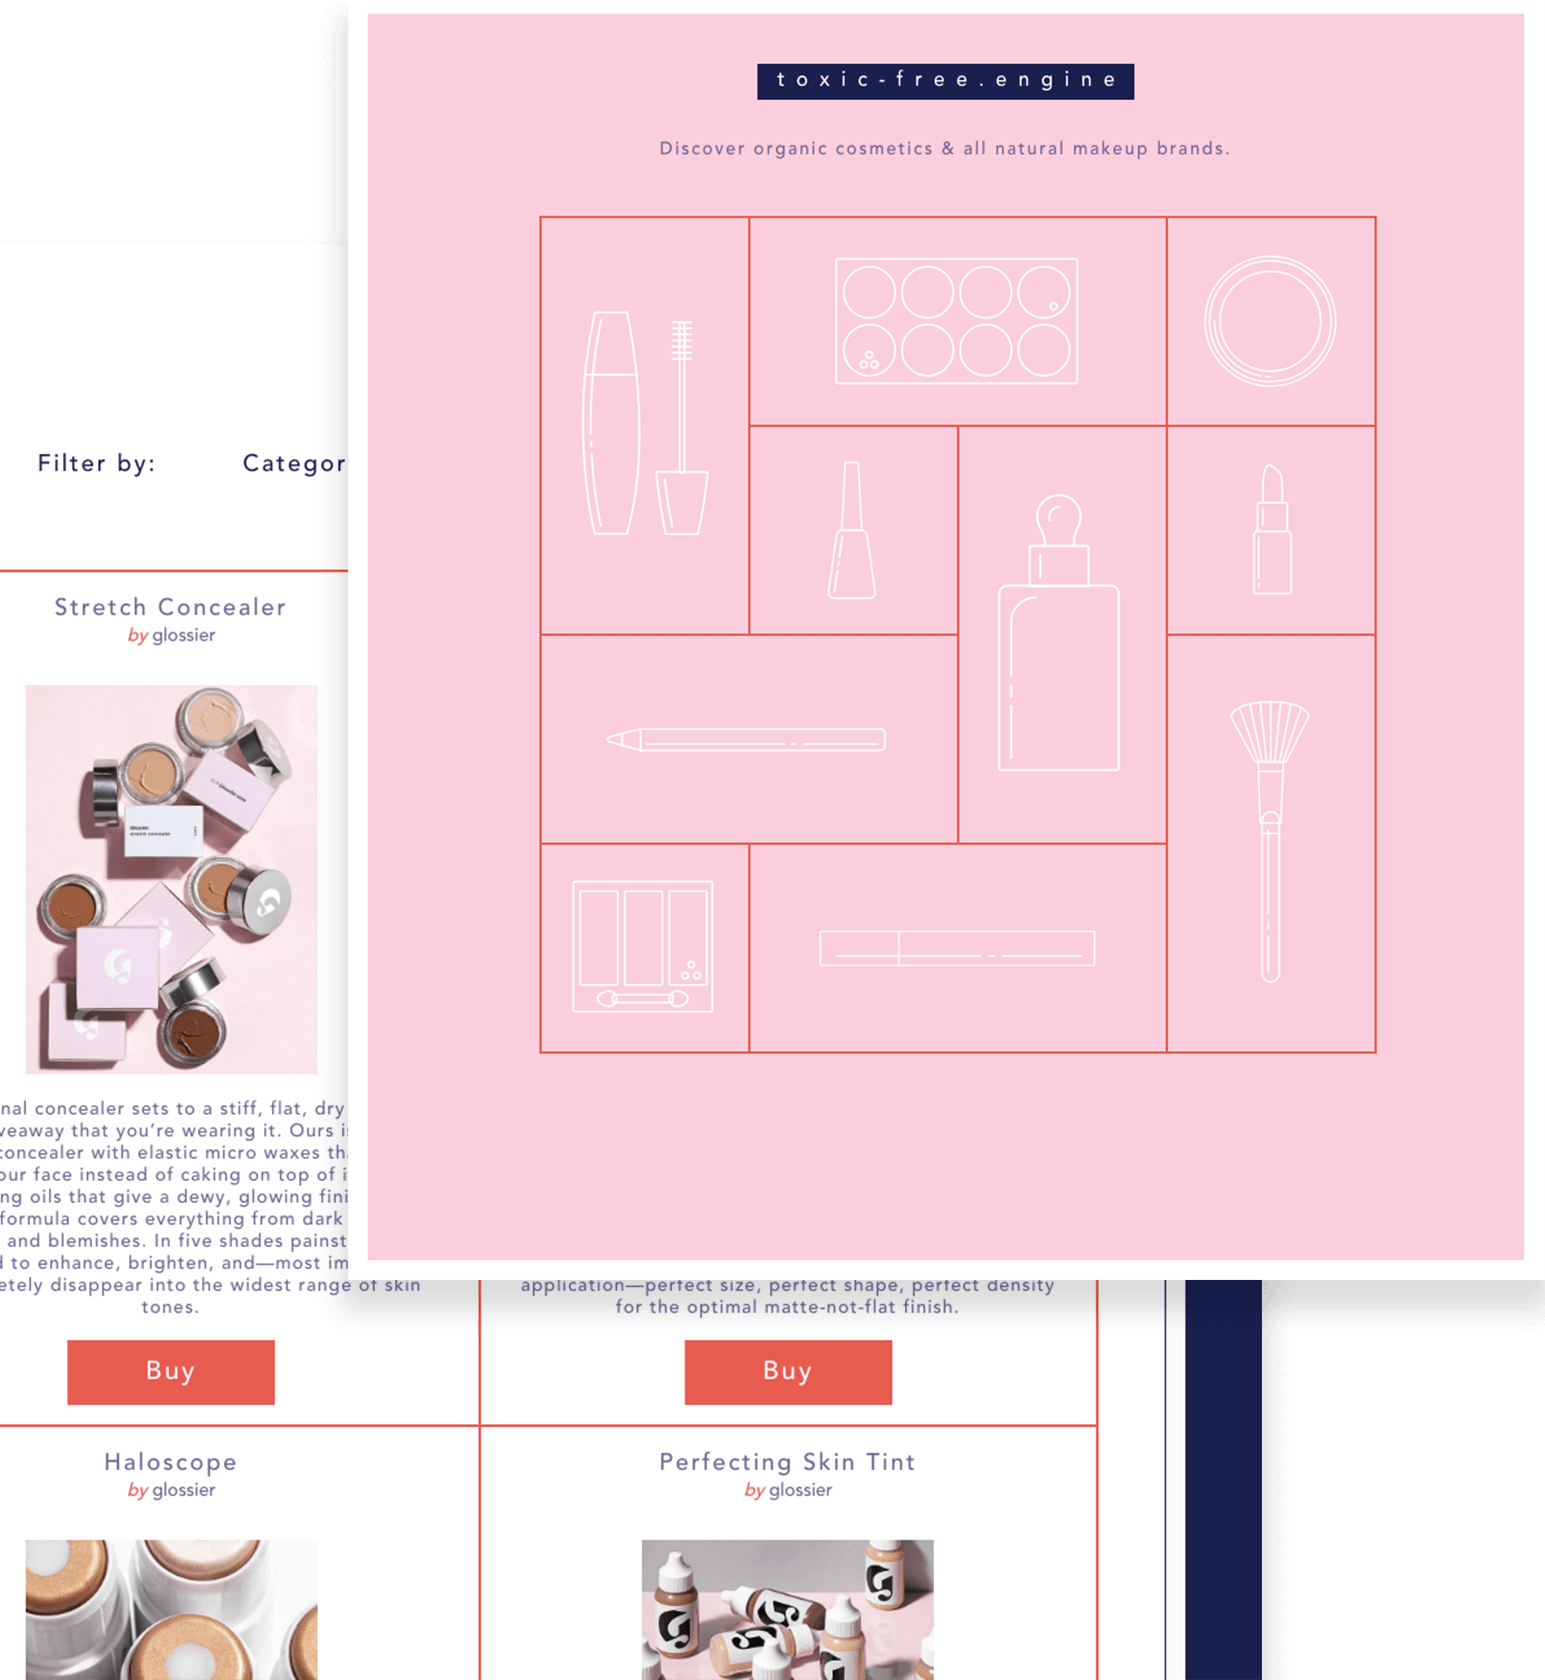 toxic-free.engine
Discover organic cosmetics & all natural makeup brands.
Filter by:
Categor
Stretch Concealer
by glossier
nal concealer sets to a stiff, flat, dry
veaway that you're wearing it. Ours is
concealer with elastic micro waxes tha
our face instead of caking on top of i
ng oils that give a dewy, glowing fini
formula covers everything from dark
and blemishes. In five shades painst
d to enhance, brighten, and—most im
etely disappear into the widest range of skin
tones.
Buy
application—perfect size, perfect shape, perfect density
for the optimal matte-not-flat finish.
Buy
Haloscope
by glossier
Perfecting Skin Tint
by glossier